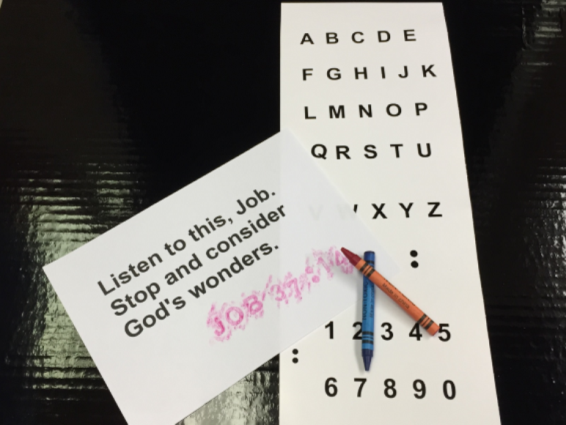 A B C D E
F G H I J K
L M N O P
Q R S T U
V W X Y Z
:
1 2 3 4 5
:
6 7 8 9 0
Listen to this, Job.
Stop and consider
God's wonders.
JOB 37:14